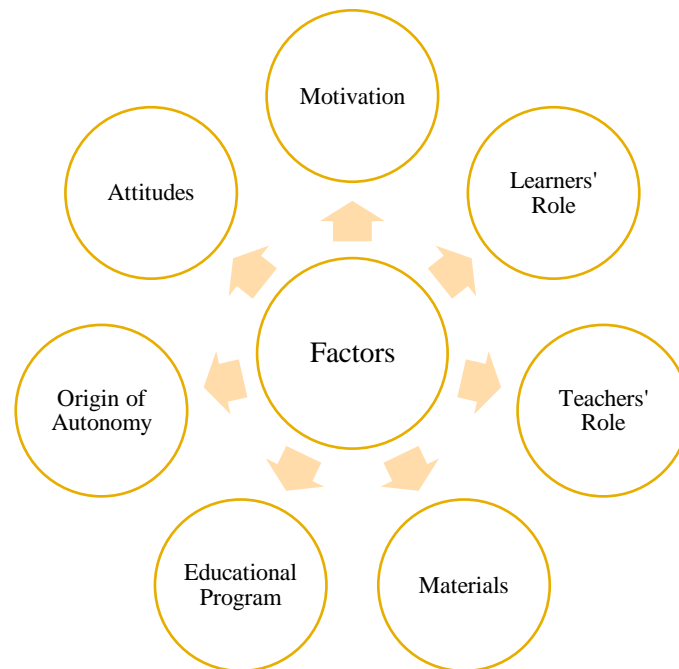 Motivation
Learners'
Role
Attitudes
Factors
Origin of
Autonomy
Teachers'
Role
Educational
Program
Materials